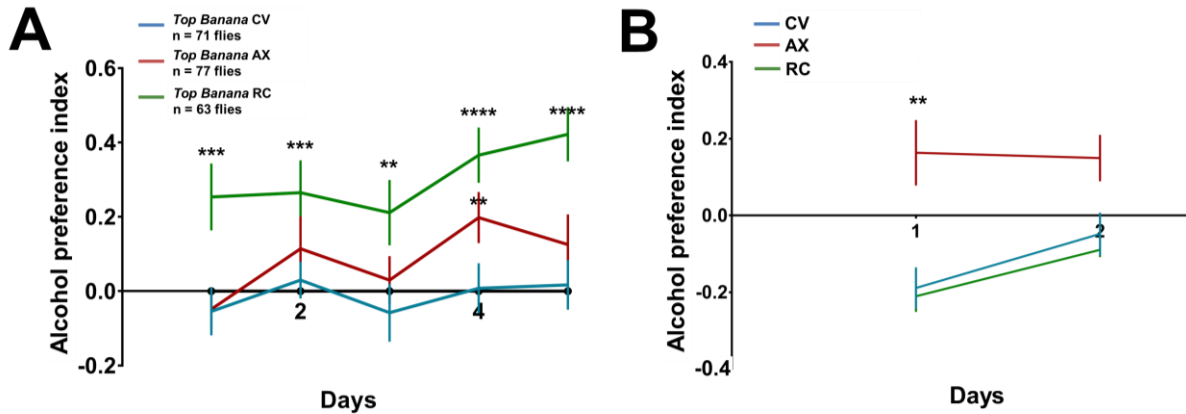 A
Top Banana CV
n = 71 flies
Top Banana AX
n = 77 flies
Top Banana RC
n = 63 flies
Alcohol preference index
0.6
0.4
0.2
0.0
-0.2
***
***
**
****
****
**
2
4
Days
B
CV
AX
RC
Alcohol preference index
0.4
0.2
0.0
-0.2
-0.4
**
1
2
Days